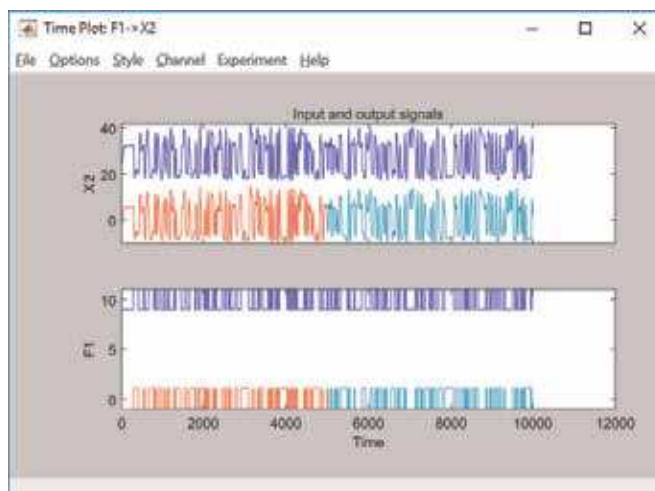 Time Plot: F1->X2
File Options Style Channel Experiment Help
Input and output signals
40
20
0
X2
10
5
0
F1
0 2000 4000 6000 8000 10000 12000
Time